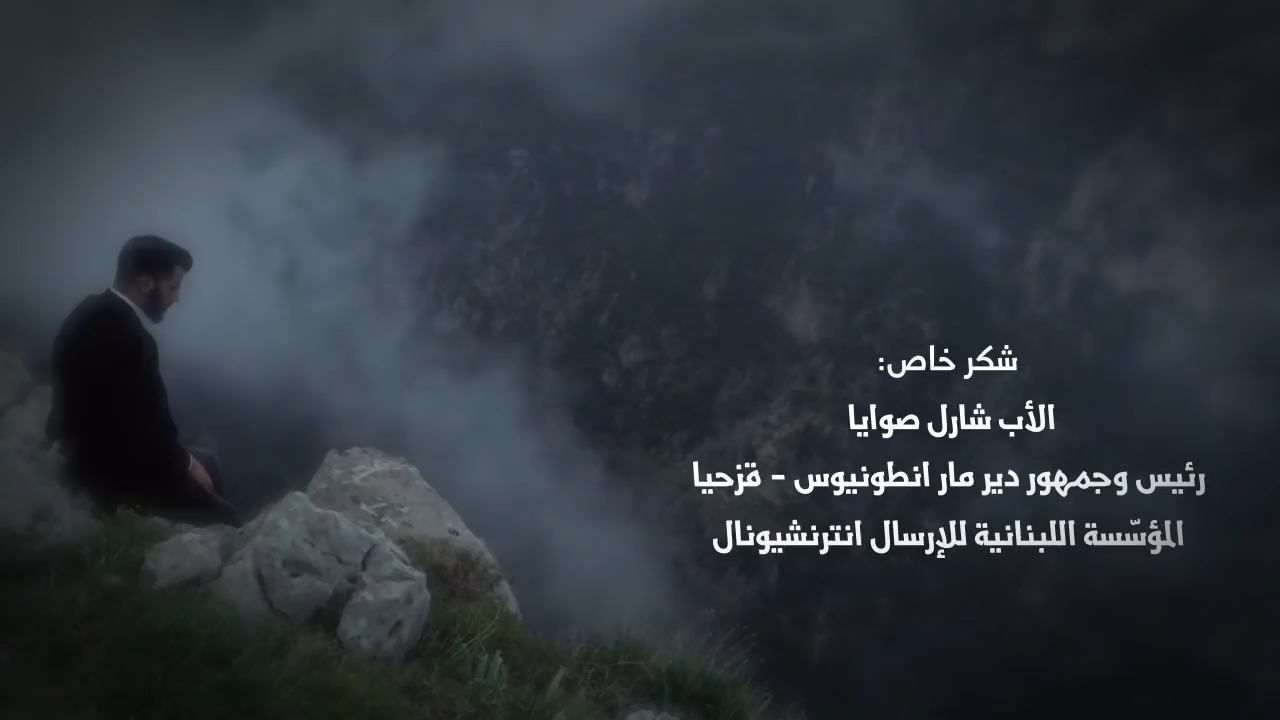 شكر خاص:
الأب شارل صوايا
رئيس وجمهور دير مار انطونيوس - قزحيا
المؤسّسة اللبنانية للإرسال انترنشيونال